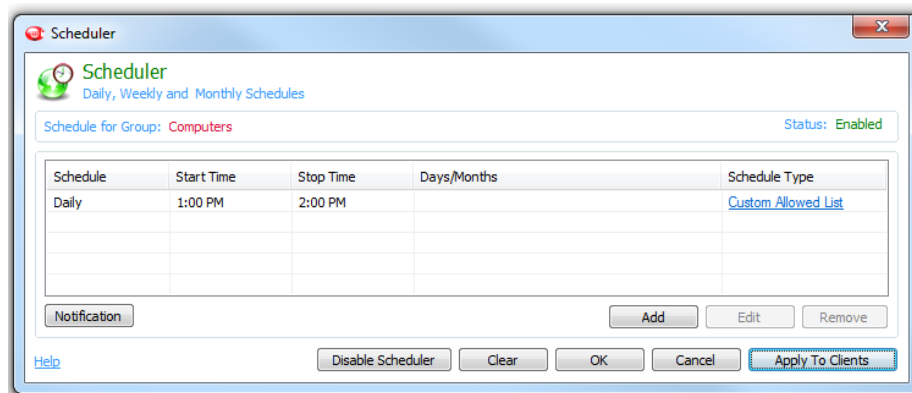 Scheduler
Scheduler
Daily, Weekly and Monthly Schedules
Schedule for Group: Computers Status: Enabled
Schedule Start Time Stop Time Days/Months Schedule Type
Daily 1:00 PM 2:00 PM Custom Allowed List
Notification Add Edit Remove
Help Disable Scheduler Clear OK Cancel Apply To Clients